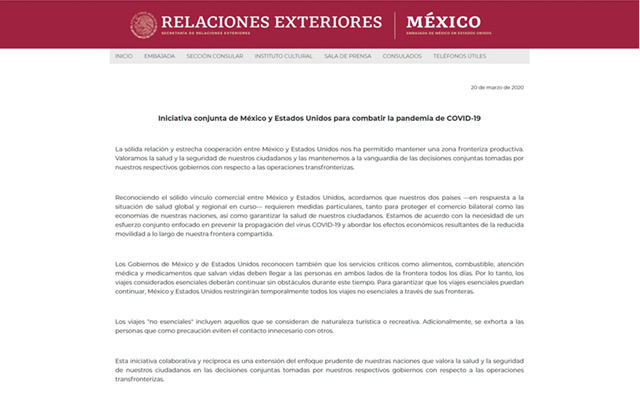 RELACIONES EXTERIORES
SECRETARÍA DE RELACIONES EXTERIORES
MÉXICO
EMBAJADA DE MÉXICO EN ESTADOS UNIDOS
INICIO EMBAJADA SECCIÓN CONSULAR INSTITUTO CULTURAL SALA DE PRENSA CONSULADOS TELÉFONOS ÚTILES
20 de marzo de 2020
Iniciativa conjunta de México y Estados Unidos para combatir la pandemia de COVID-19
La sólida relación y estrecha cooperación entre México y Estados Unidos nos ha permitido mantener una zona fronteriza productiva.
Valoramos la salud y la seguridad de nuestros ciudadanos y las mantenemos a la vanguardia de las decisiones conjuntas tomadas por
nuestros respectivos gobiernos con respecto a las operaciones transfronterizas.
Reconociendo el sólido vínculo comercial entre México y Estados Unidos, acordamos que nuestros dos países —en respuesta a la
situación de salud global y regional en curso— requieren medidas particulares, tanto para proteger el comercio bilateral como las
economías de nuestras naciones, así como garantizar la salud de nuestros ciudadanos. Estamos de acuerdo con la necesidad de un
esfuerzo conjunto enfocado en prevenir la propagación del virus COVID-19 y abordar los efectos económicos resultantes de la reducida
movilidad a lo largo de nuestra frontera compartida.
Los Gobiernos de México y de Estados Unidos reconocen también que los servicios críticos como alimentos, combustible, atención
médica y medicamentos que salvan vidas deben llegar a las personas en ambos lados de la frontera todos los días. Por lo tanto, los
viajes considerados esenciales deberán continuar sin obstáculos durante este tiempo. Para garantizar que los viajes esenciales puedan
continuar, México y Estados Unidos restringirán temporalmente todos los viajes no esenciales a través de sus fronteras.
Los viajes "no esenciales" incluyen aquellos que se consideran de naturaleza turística o recreativa. Adicionalmente, se exhorta a las
personas que como precaución eviten el contacto innecesario con otros.
Esta iniciativa colaborativa y recíproca es una extensión del enfoque prudente de nuestras naciones que valora la salud y la seguridad
de nuestros ciudadanos en las decisiones conjuntas tomadas por nuestros respectivos gobiernos con respecto a las operaciones
transfronterizas.